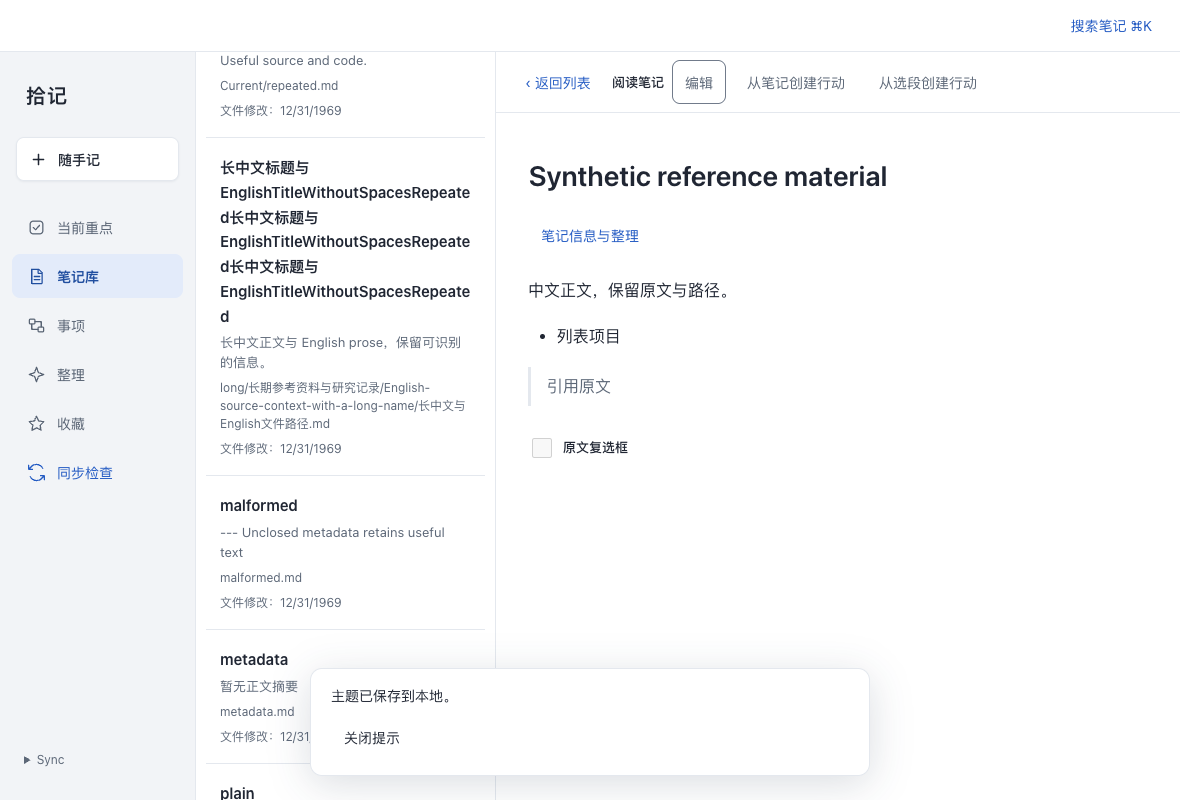 搜索笔记 ⌘K
拾记
+ 随手记
当前重点
笔记库
事项
整理
收藏
同步检查
Sync
Useful source and code.
Current/repeated.md
文件修改：12/31/1969
长中文标题与
EnglishTitleWithoutSpacesRepeate
d长中文标题与
EnglishTitleWithoutSpacesRepeate
d长中文标题与
EnglishTitleWithoutSpacesRepeate
d
长中文正文与 English prose，保留可识别
的信息。
long/长期参考资料与研究记录/English-
source-context-with-a-long-name/长中文与
English文件路径.md
文件修改：12/31/1969
malformed
--- Unclosed metadata retains useful
text
malformed.md
文件修改：12/31/1969
metadata
暂无正文摘要
metadata.md
文件修改：12/31/
plain
‹ 返回列表
阅读笔记
编辑
从笔记创建行动
从选段创建行动
Synthetic reference material
笔记信息与整理
中文正文，保留原文与路径。
• 列表项目
引用原文
原文复选框
主题已保存到本地。
关闭提示